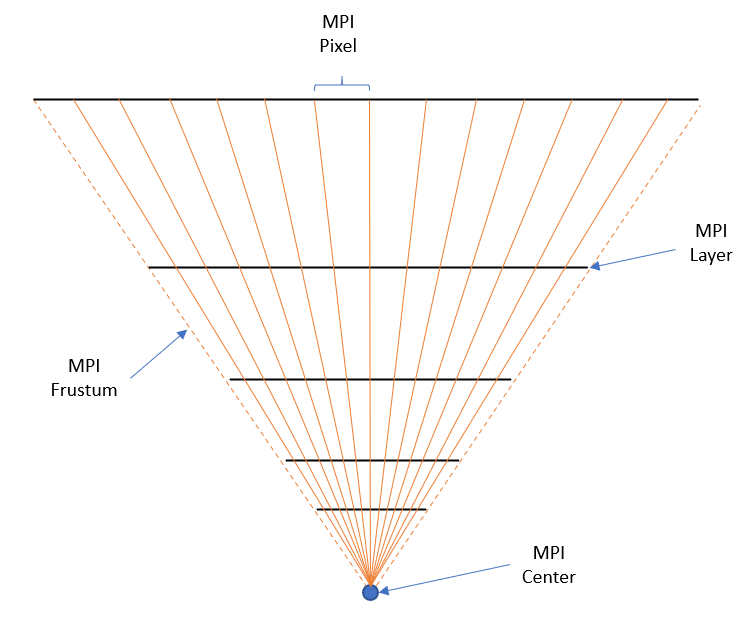 MPI
Pixel
MPI
Layer
MPI
Frustum
MPI
Center